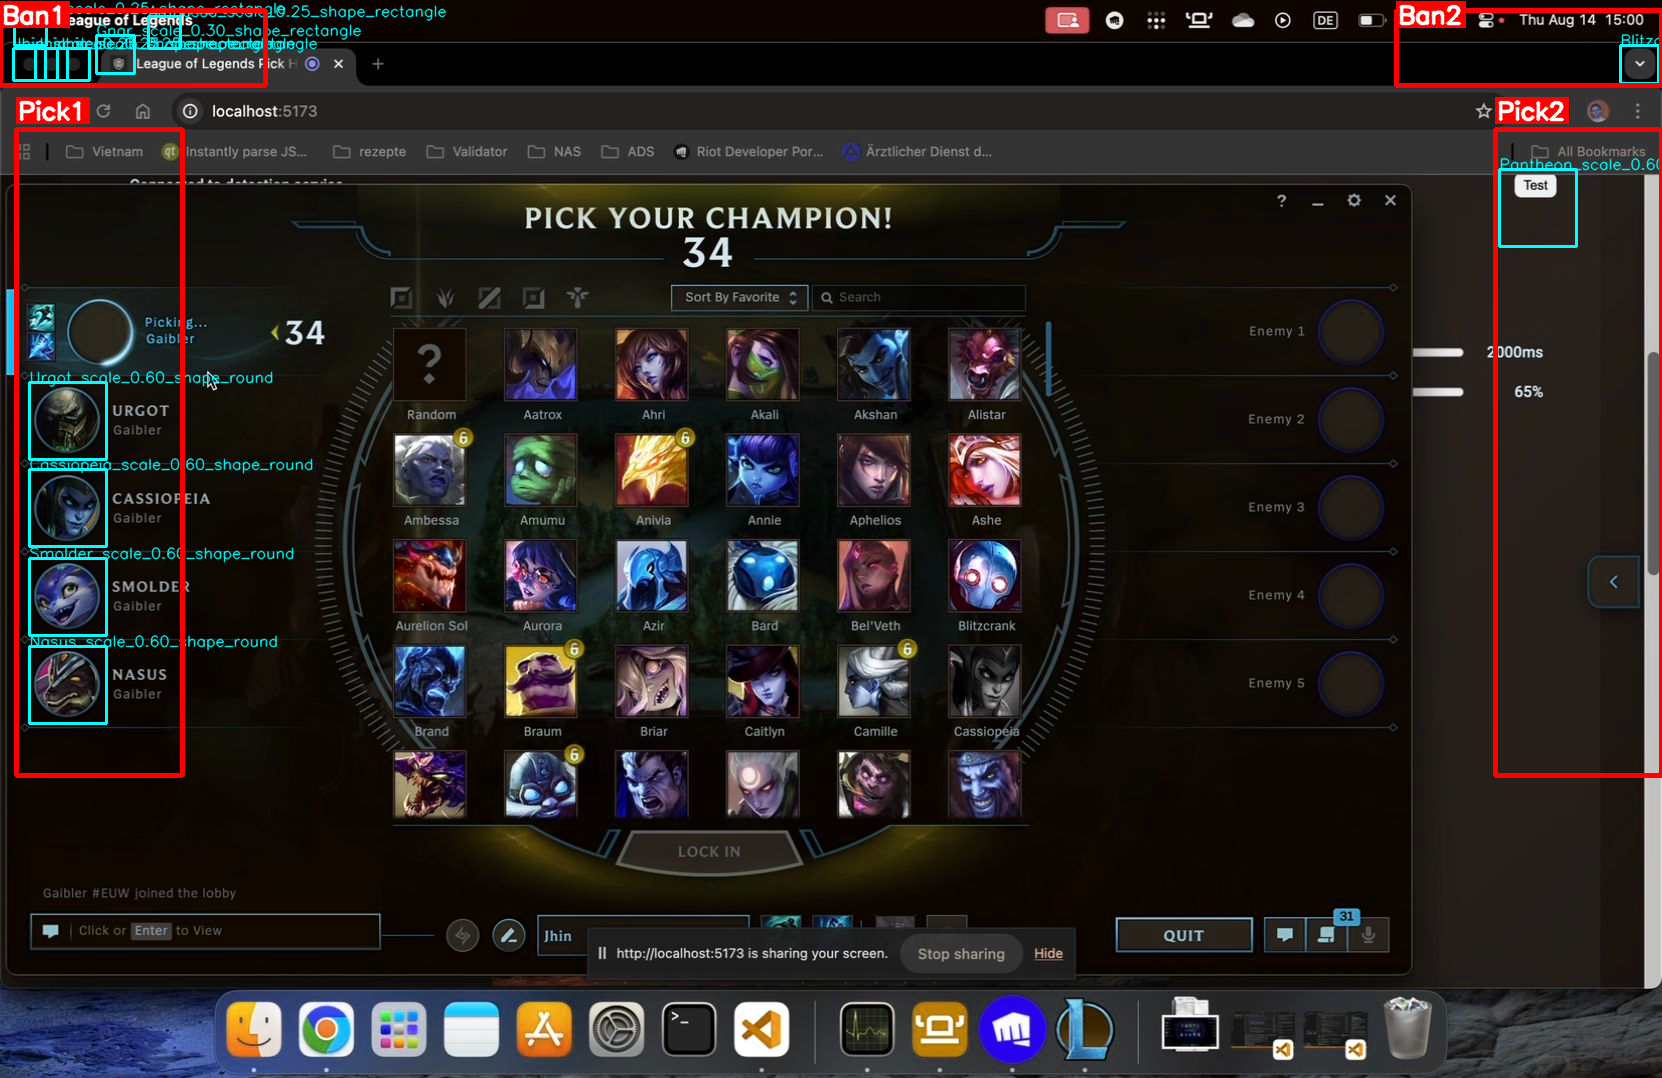 Ban1
League of Legends
_scale_0.25_shape_rectangle
Gnar_scale_0.30_shape_rectangle
Ban2
DE
Thu Aug 14 15:00
League of Legends Pick H
Pick1
localhost:5173
Pick2
Vietnam
qt
Instantly parse JS...
rezepte
Validator
NAS
ADS
Riot Developer Por...
Ärztlicher Dienst d...
All Bookmarks
Connected to detection service
Pantheon_scale_0.60
Test
PICK YOUR CHAMPION!
34
?
Sort By Favorite
Search
Picking...
Gaibler
34
Enemy 1
2000ms
Urgot_scale_0.60_shape_round
65%
URGOT
Gaibler
Enemy 2
Random
Aatrox
Ahri
Akali
Akshan
Alistar
6
6
Cassiopeia_scale_0.60_shape_round
CASSIOPEIA
Gaibler
Enemy 3
Ambessa
Amumu
Anivia
Annie
Aphelios
Ashe
Smolder_scale_0.60_shape_round
SMOLDER
Gaibler
Enemy 4
Aurelion Sol
Aurora
Azir
Bard
Bel'Veth
Blitzcrank
Nasus_scale_0.60_shape_round
6
6
NASUS
Gaibler
Enemy 5
Brand
Braum
Briar
Caitlyn
Camille
Cassiopeia
6
LOCK IN
Gaibler #EUW joined the lobby
Click or Enter to View
Jhin
QUIT
31
http://localhost:5173 is sharing your screen.
Stop sharing
Hide